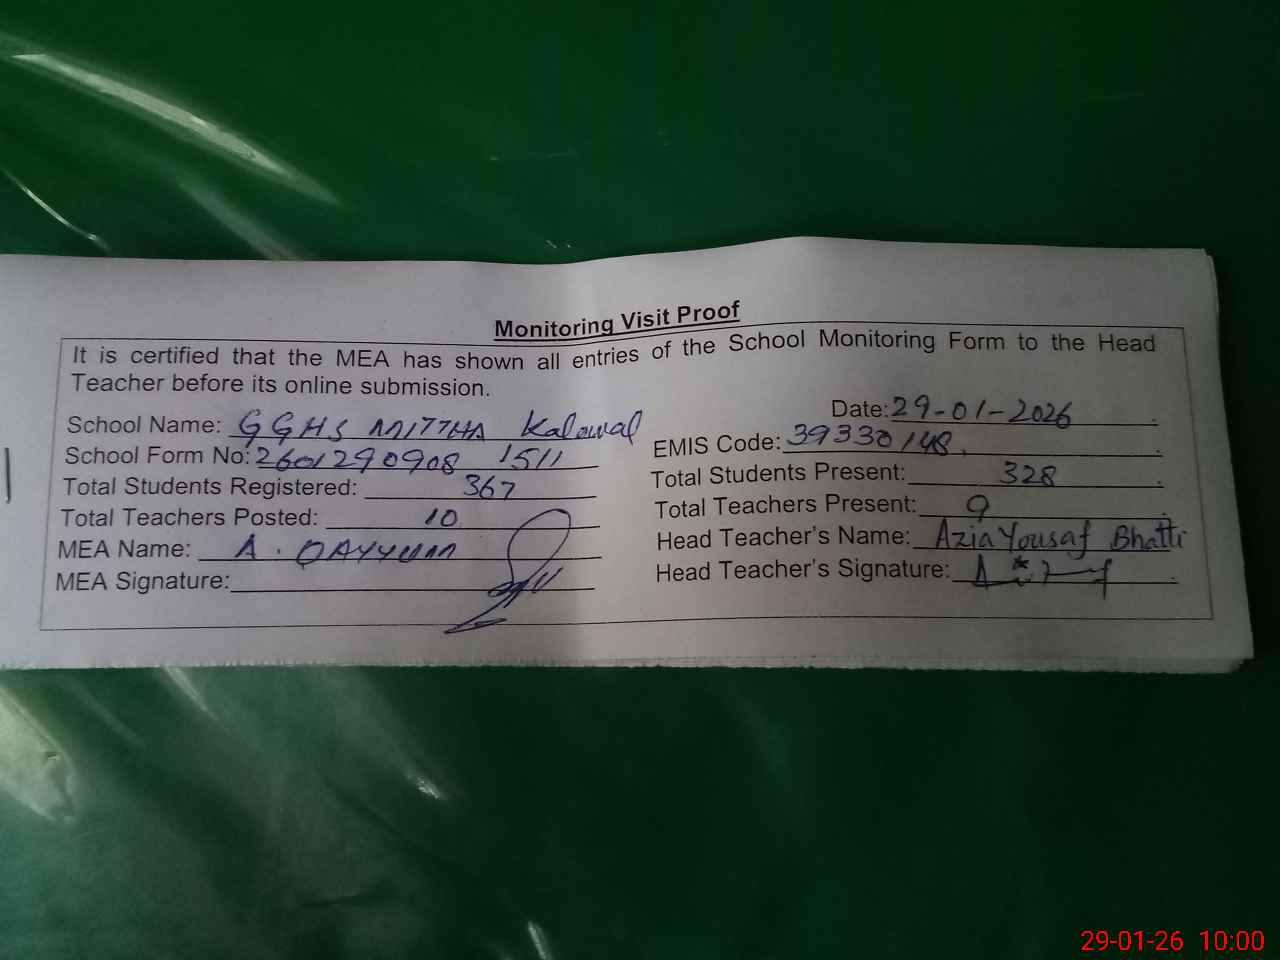 Monitoring Visit Proof
It is certified that the MEA has shown all entries of the School Monitoring Form to the Head
Teacher before its online submission.
Date: 29-01-2026
School Name: GGHS MITTHA Kalowal
EMIS Code: 39330148
School Form No: 2601290908 1511
Total Students Present: 328
Total Students Registered: 367
Total Teachers Present: 9
Total Teachers Posted: 10
Head Teacher's Name: Azia Yousaf Bhatti
MEA Name: A. QAYYUM
Head Teacher's Signature:
MEA Signature:
29-01-26 10:00